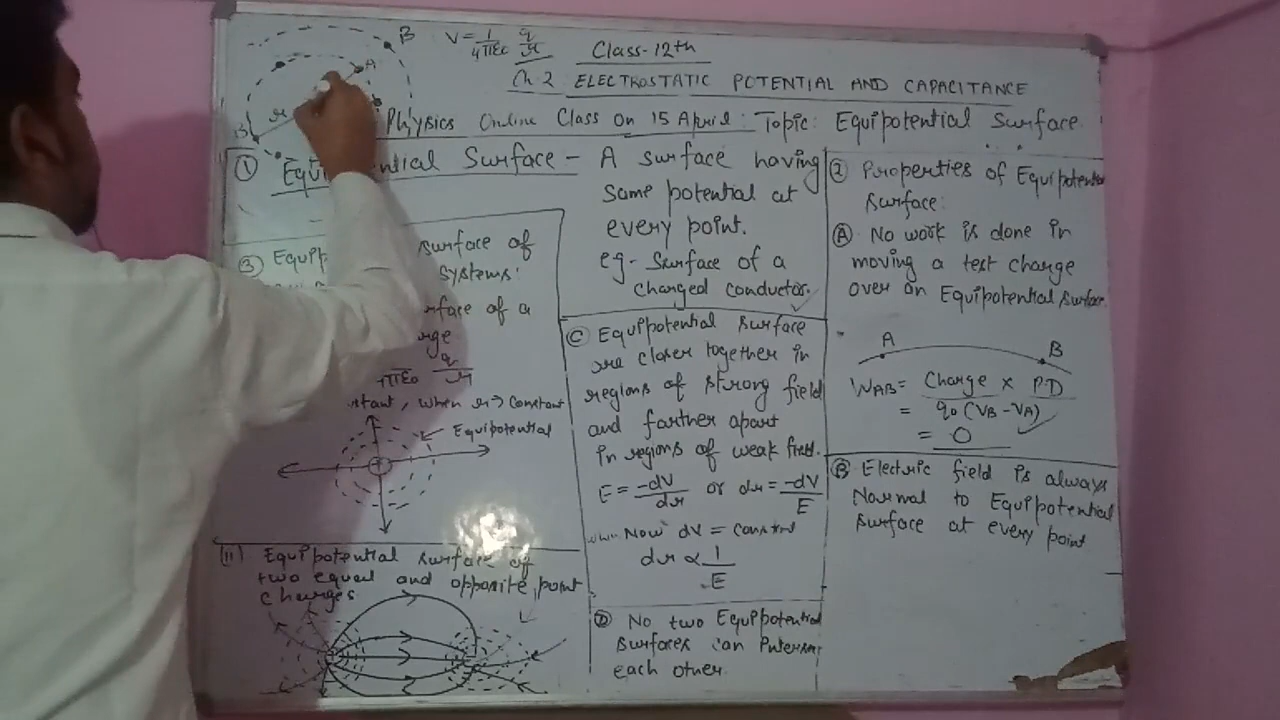 B
V = 1/4πε₀ q/r
A
r
B
Class-12th
Ch 2 ELECTROSTATIC POTENTIAL AND CAPACITANCE
Physics Online Class on 15 April: Topic: Equipotential Surface
① Equipotential Surface - A surface having
same potential at
every point.
eg- Surface of a
charged conductor.
② Properties of Equipotential
surface:
Ⓐ No work is done in
moving a test charge
over an Equipotential surface
A
B
WAB = Charge × PD
= q₀ (VB - VA)
= 0
Ⓑ Electric field is always
Normal to Equipotential
surface at every point
Ⓒ Equipotential surface
are closer together in
regions of strong field
and farther apart
in regions of weak field.
E = -dV/dr or dr = -dV/E
when Now dV = constant
dr ∝ 1/E
Ⓓ No two Equipotential
surfaces can intersect
each other.
③ surface of
systems:
surface of a
q
πε₀ r
when r → constant
Equipotential
+
(ii) Equipotential surface of
two equal and opposite point
charges